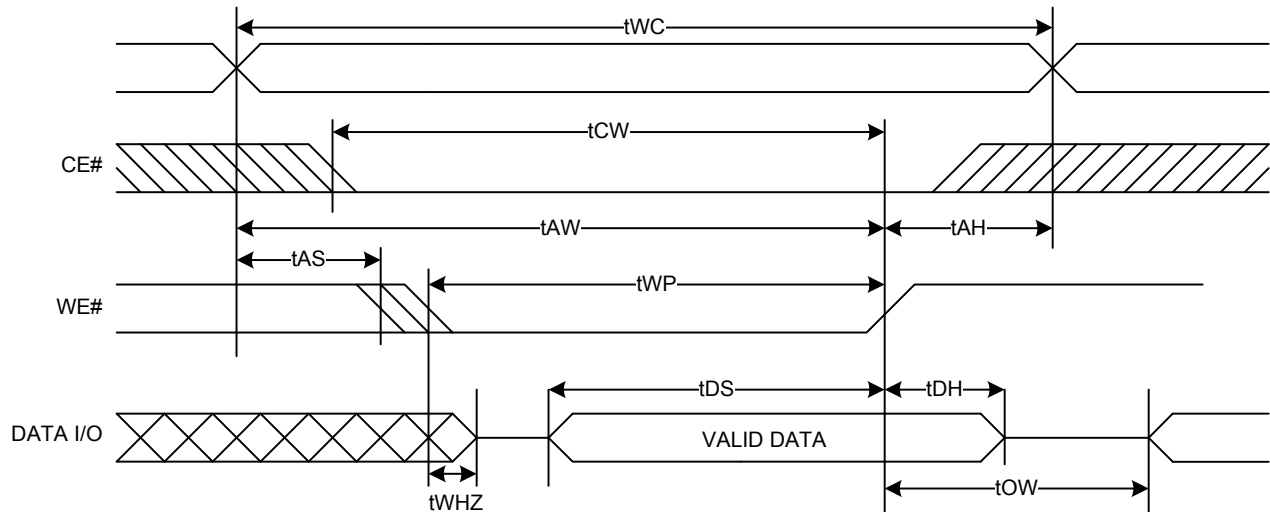 tWC
tCW
CE#
tAW
tAH
tAS
tWP
WE#
tDS
tDH
DATA I/O
VALID DATA
tWHZ
tOW